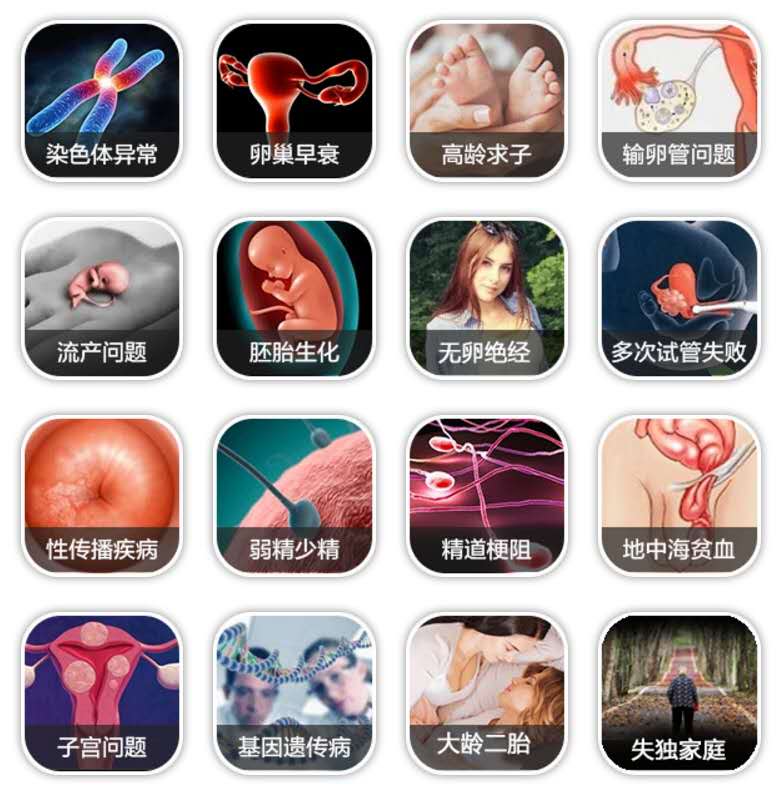 染色体异常
卵巢早衰
高龄求子
输卵管问题
流产问题
胚胎生化
无卵绝经
多次试管失败
性传播疾病
弱精少精
精道梗阻
地中海贫血
子宫问题
基因遗传病
大龄二胎
失独家庭